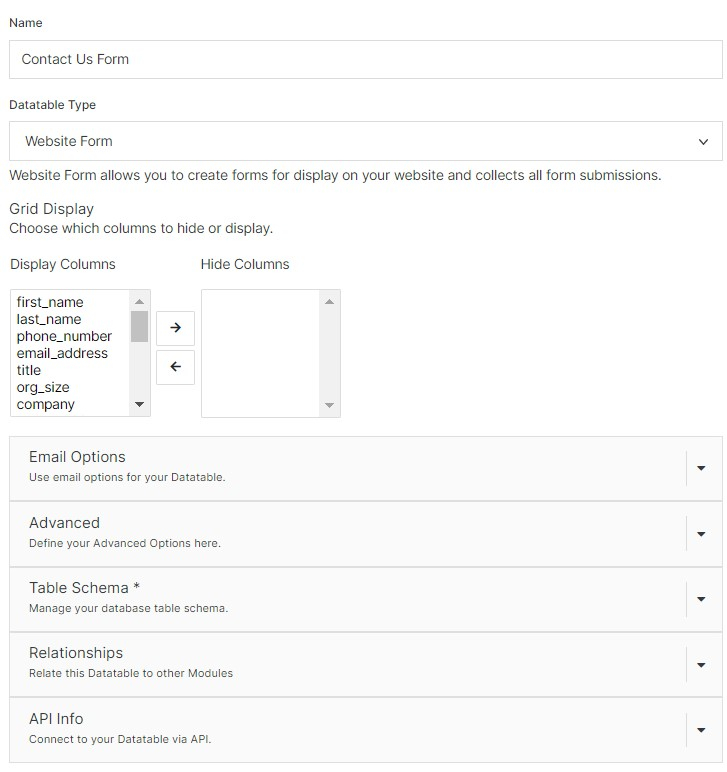 Name
Contact Us Form
Datatable Type
Website Form
Website Form allows you to create forms for display on your website and collects all form submissions.
Grid Display
Choose which columns to hide or display.
Display Columns
Hide Columns
first_name
last_name
phone_number
email_address
title
org_size
company
Email Options
Use email options for your Datatable.
Advanced
Define your Advanced Options here.
Table Schema *
Manage your database table schema.
Relationships
Relate this Datatable to other Modules
API Info
Connect to your Datatable via API.